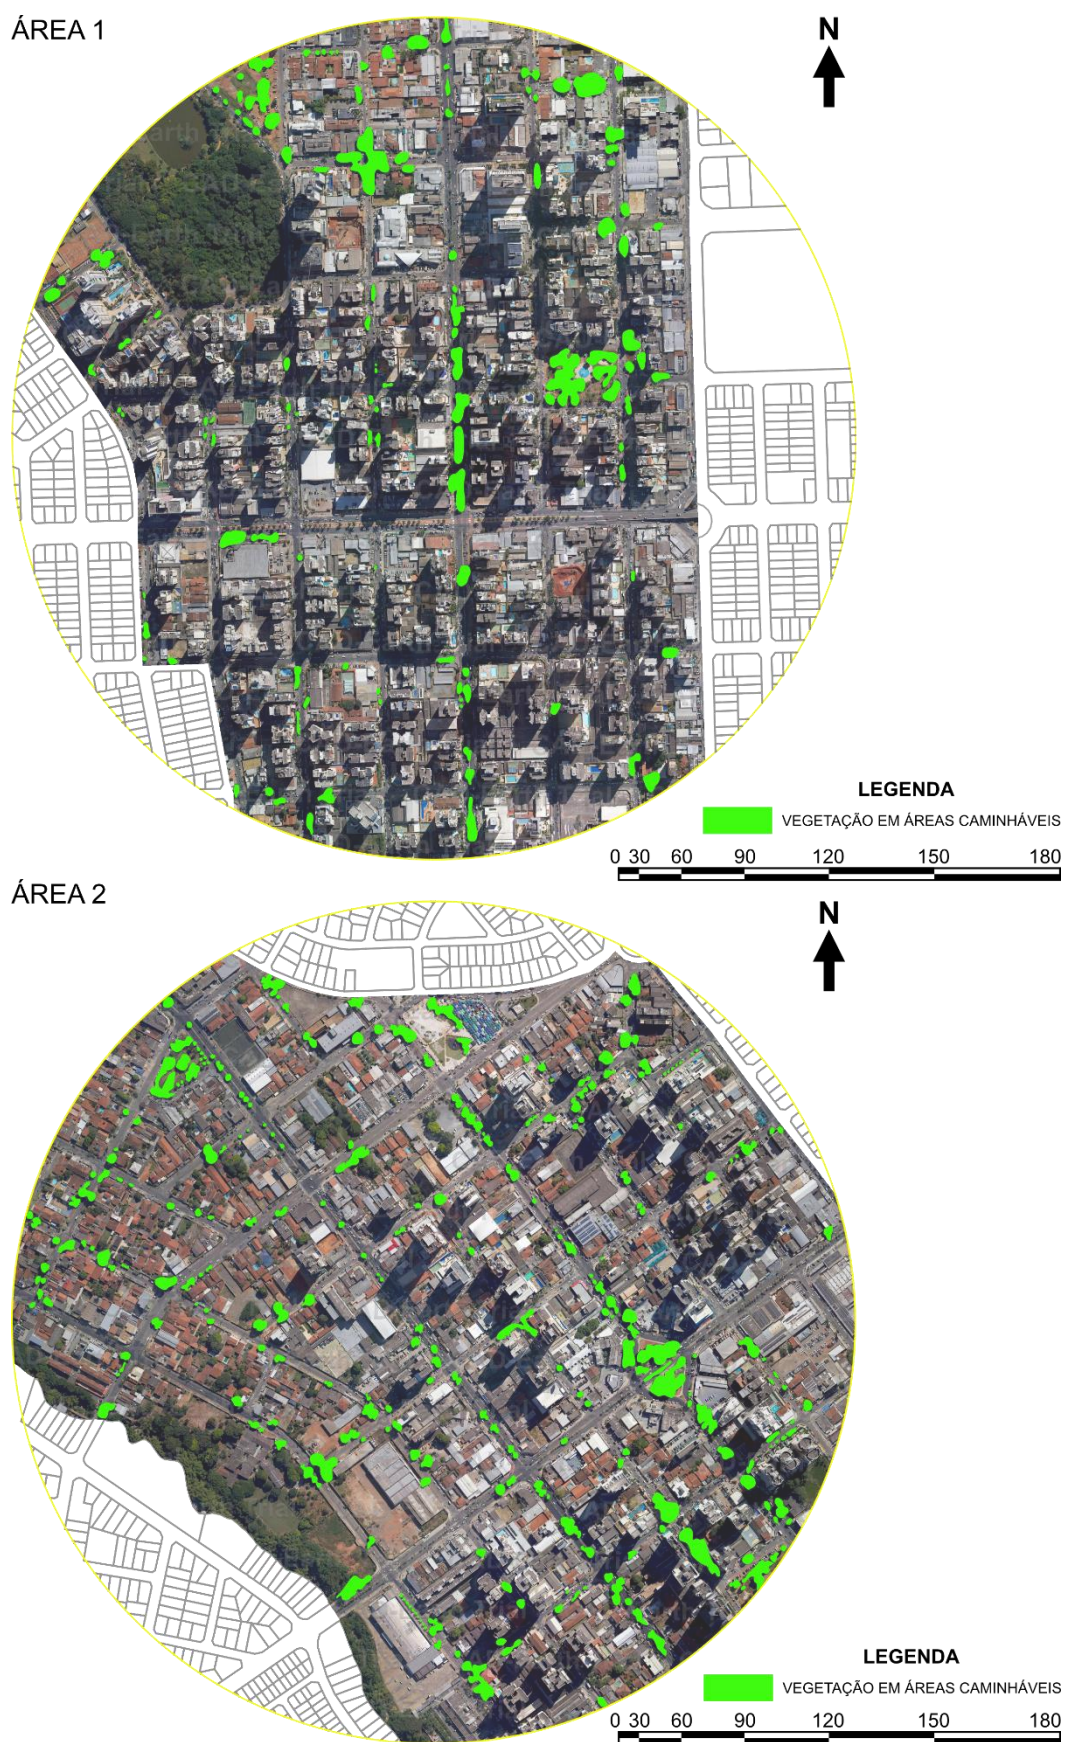 ÁREA 1
N
LEGENDA
VEGETAÇÃO EM ÁREAS CAMINHÁVEIS
0 30 60 90 120 150 180
ÁREA 2
N
LEGENDA
VEGETAÇÃO EM ÁREAS CAMINHÁVEIS
0 30 60 90 120 150 180